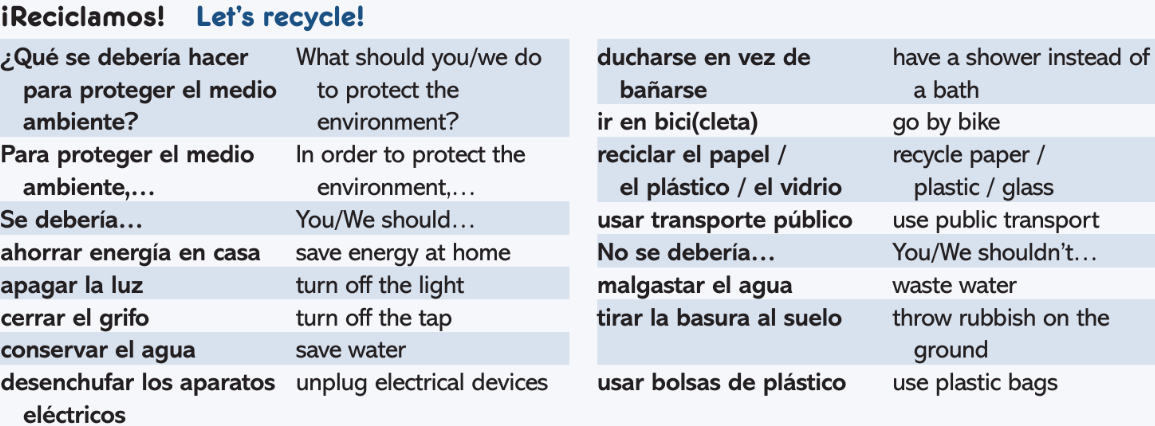 ¡Reciclamos! Let's recycle!
¿Qué se debería hacer What should you/we do
para proteger el medio to protect the
ambiente? environment?
Para proteger el medio In order to protect the
ambiente,… environment,…
Se debería… You/We should…
ahorrar energía en casa save energy at home
apagar la luz turn off the light
cerrar el grifo turn off the tap
conservar el agua save water
desenchufar los aparatos unplug electrical devices
eléctricos
ducharse en vez de have a shower instead of
bañarse a bath
ir en bici(cleta) go by bike
reciclar el papel / recycle paper /
el plástico / el vidrio plastic / glass
usar transporte público use public transport
No se debería… You/We shouldn't…
malgastar el agua waste water
tirar la basura al suelo throw rubbish on the
ground
usar bolsas de plástico use plastic bags